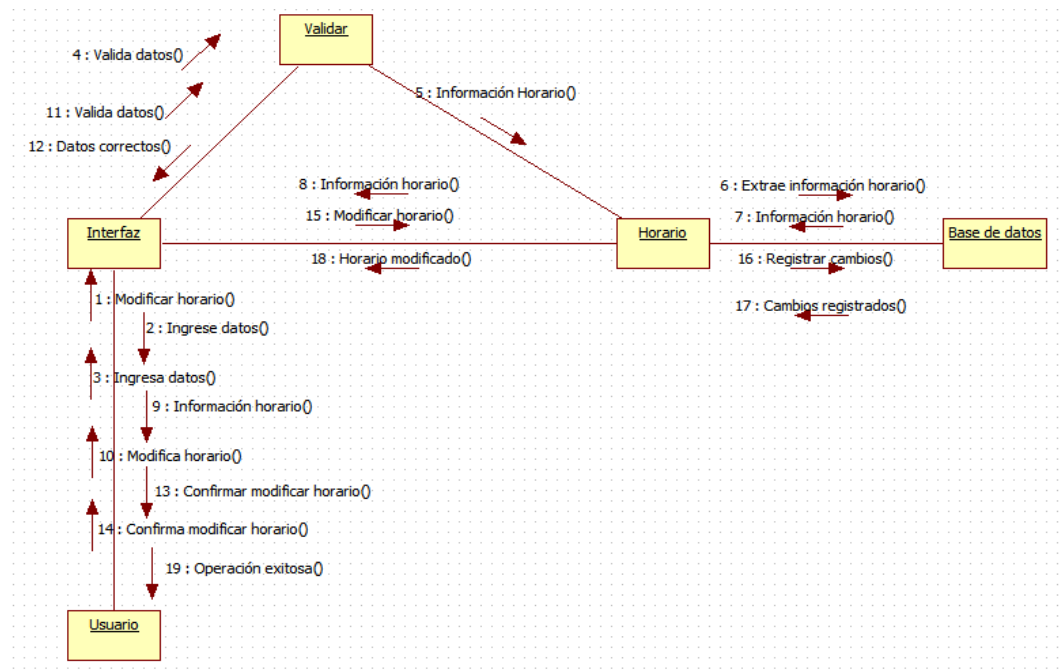 Validar
4 : Valida datos()
5 : Información Horario()
11 : Valida datos()
12 : Datos correctos()
8 : Información horario()
6 : Extrae información horario()
15 : Modificar horario()
7 : Información horario()
Interfaz
Horario
Base de datos
18 : Horario modificado()
16 : Registrar cambios()
1 : Modificar horario()
17 : Cambios registrados()
2 : Ingrese datos()
3 : Ingresa datos()
9 : Información horario()
10 : Modifica horario()
13 : Confirmar modificar horario()
14 : Confirma modificar horario()
19 : Operación exitosa()
Usuario